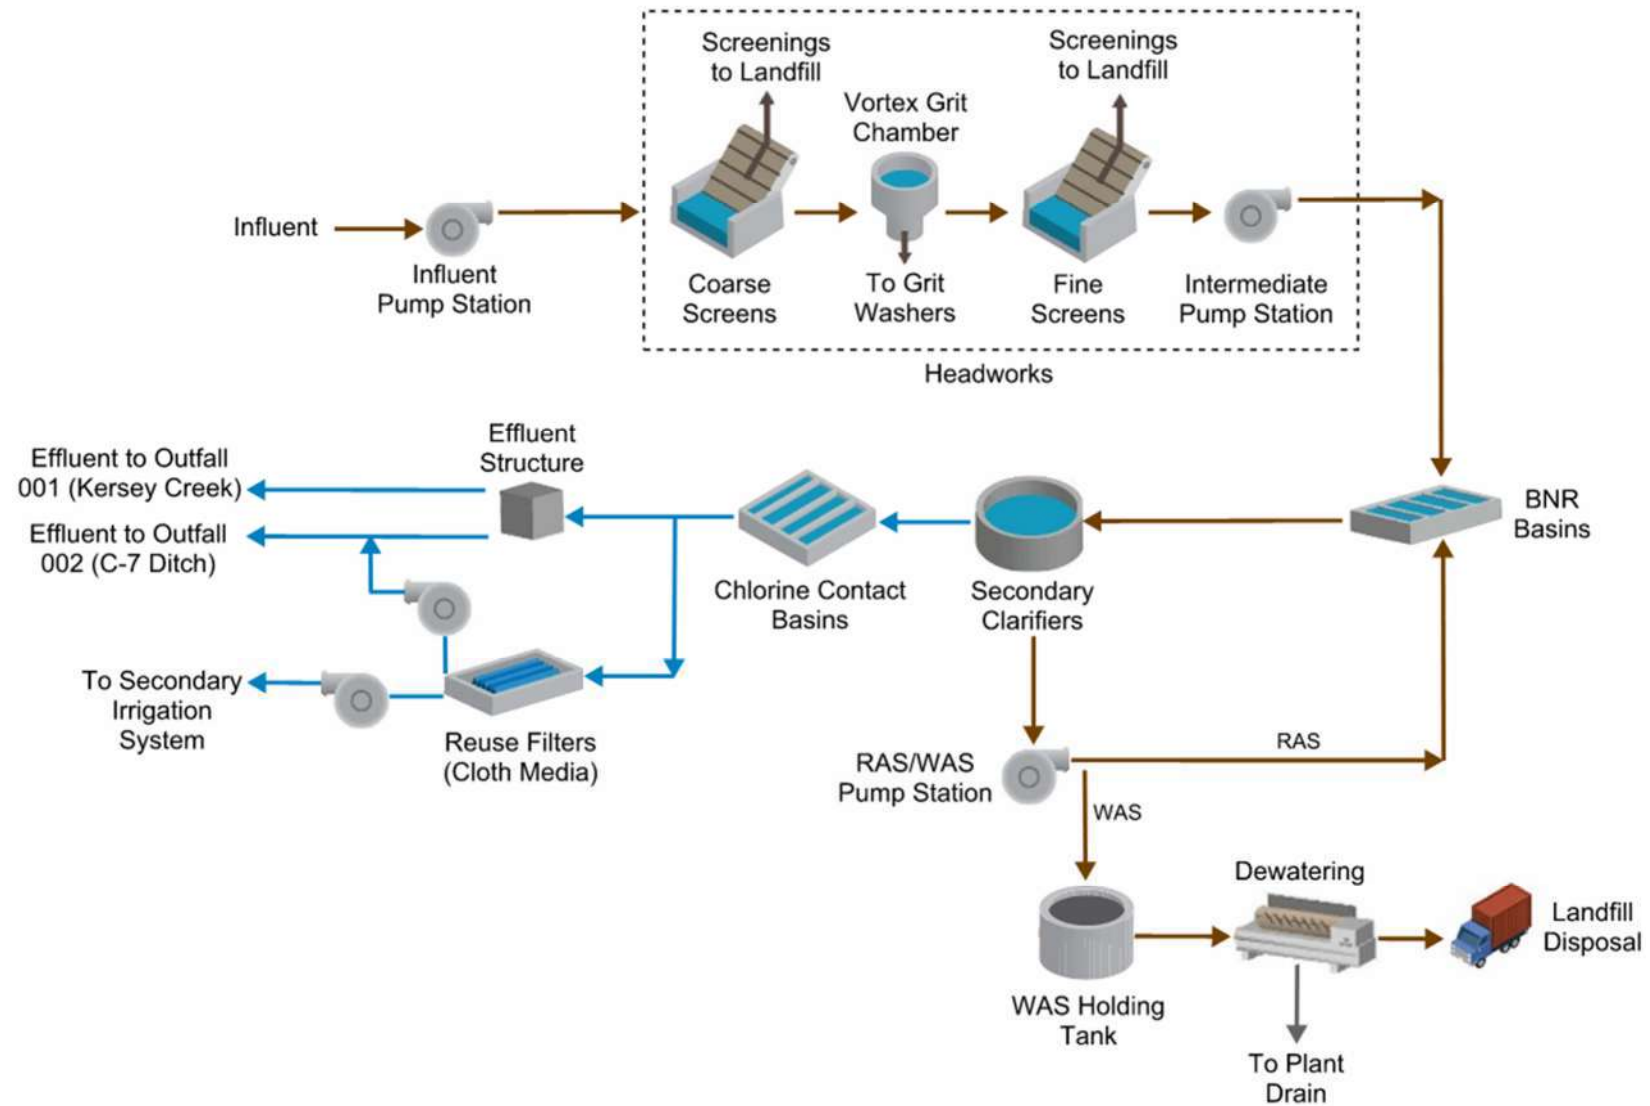 Screenings
to Landfill
Screenings
to Landfill
Vortex Grit
Chamber
Influent
Influent
Pump Station
Coarse
Screens
To Grit
Washers
Fine
Screens
Intermediate
Pump Station
Headworks
Effluent to Outfall
001 (Kersey Creek)
Effluent
Structure
Effluent to Outfall
002 (C-7 Ditch)
BNR
Basins
Chlorine Contact
Basins
Secondary
Clarifiers
To Secondary
Irrigation
System
Reuse Filters
(Cloth Media)
RAS/WAS
Pump Station
RAS
WAS
Dewatering
Landfill
Disposal
WAS Holding
Tank
To Plant
Drain